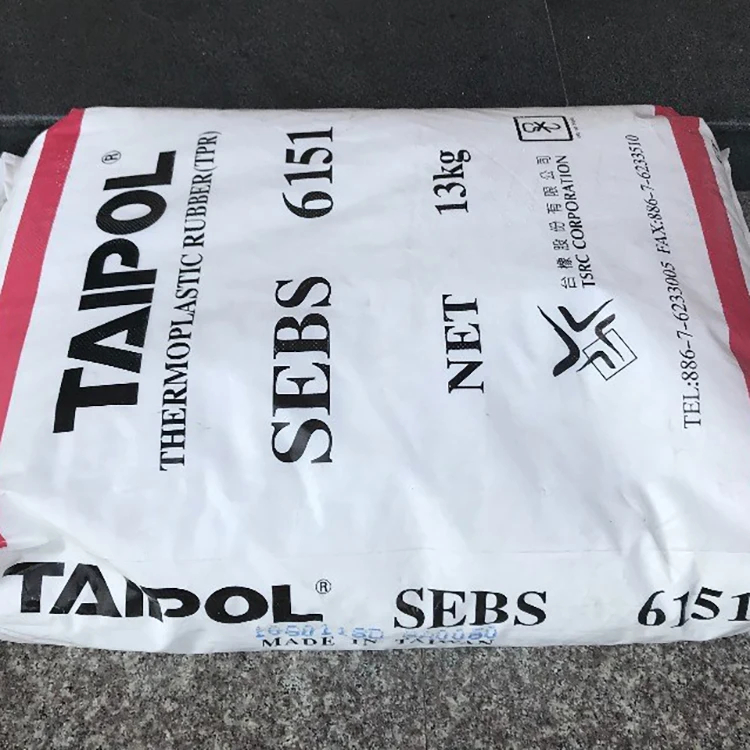 TAIPOL®
THERMOPLASTIC RUBBER(TPR)
SEBS 6151
NET 13kg
台橡股份有限公司
TSRC CORPORATION
TEL:886-7-6233005 FAX:886-7-6233510
TAIPOL® SEBS 6151
MADE IN TAIWAN